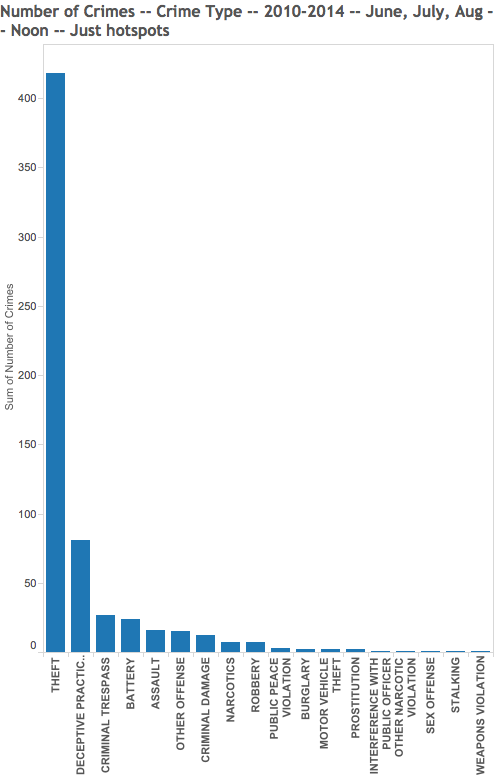 Number of Crimes -- Crime Type -- 2010-2014 -- June, July, Aug -
- Noon -- Just hotspots
400
350
300
250
200
150
100
50
0
Sum of Number of Crimes
THEFT
DECEPTIVE PRACTIC..
CRIMINAL TRESPASS
BATTERY
ASSAULT
OTHER OFFENSE
CRIMINAL DAMAGE
NARCOTICS
ROBBERY
PUBLIC PEACE
VIOLATION
BURGLARY
MOTOR VEHICLE
THEFT
PROSTITUTION
INTERFERENCE WITH
PUBLIC OFFICER
OTHER NARCOTIC
VIOLATION
SEX OFFENSE
STALKING
WEAPONS VIOLATION